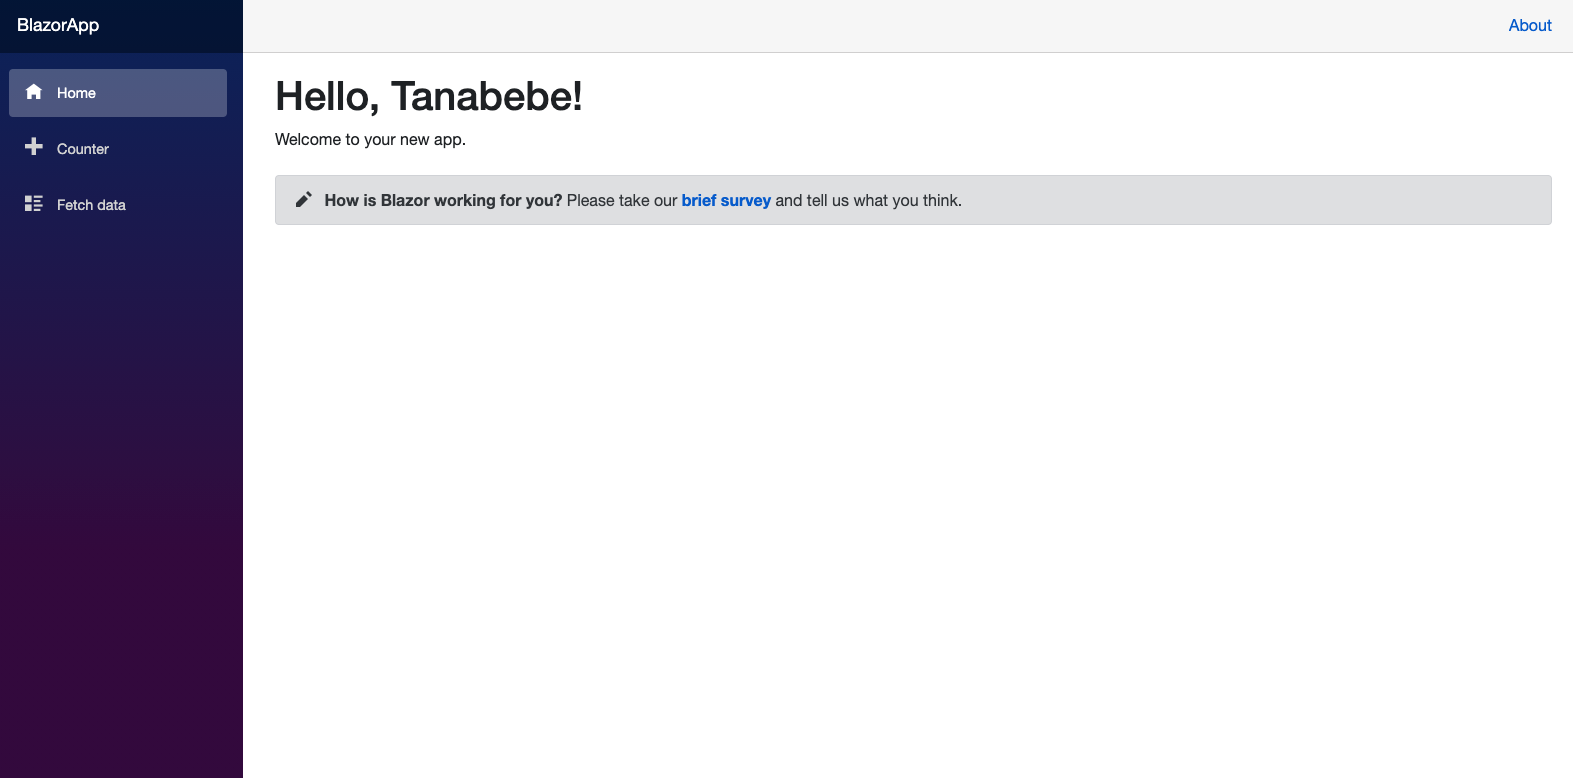 BlazorApp
About
Home
Counter
Fetch data
Hello, Tanabebe!
Welcome to your new app.
How is Blazor working for you? Please take our brief survey and tell us what you think.